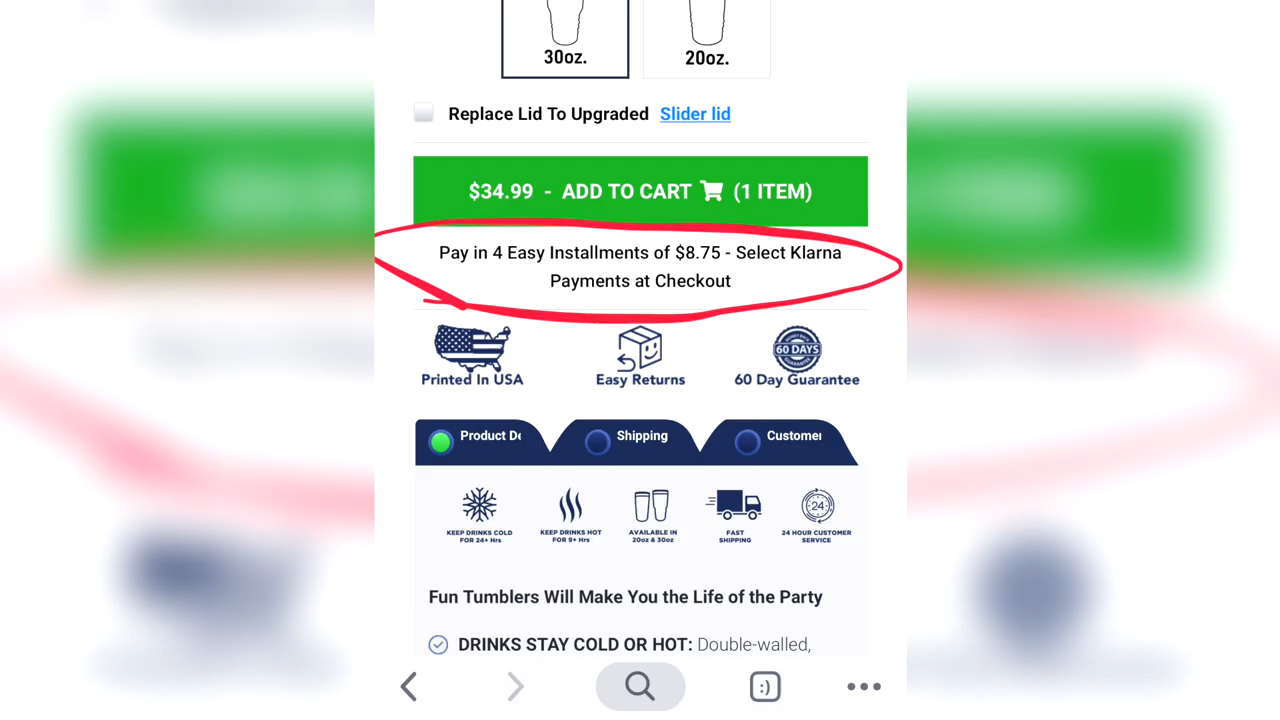 30oz.
20oz.
Replace Lid To Upgraded Slider lid
$34.99 - ADD TO CART (1 ITEM)
Pay in 4 Easy Installments of $8.75 - Select Klarna
Payments at Checkout
60 DAYS
Printed In USA
Easy Returns
60 Day Guarantee
Product De
Shipping
Customer
24
KEEP DRINKS COLD
FOR 24+ Hrs
KEEP DRINKS HOT
FOR 9+ Hrs
AVAILABLE IN
20oz & 30oz
FAST
SHIPPING
24 HOUR CUSTOMER
SERVICE
Fun Tumblers Will Make You the Life of the Party
DRINKS STAY COLD OR HOT: Double-walled,
:)